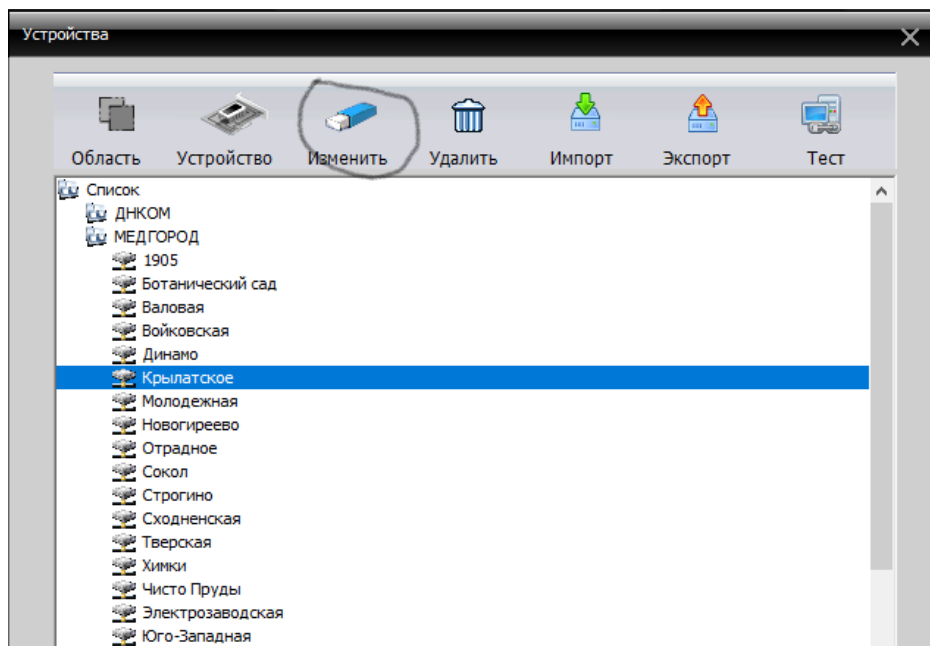 Устройства
Область Устройство Изменить Удалить Импорт Экспорт Тест
Список
ДНКОМ
МЕДГОРОД
1905
Ботанический сад
Валовая
Войковская
Динамо
Крылатское
Молодежная
Новогиреево
Отрадное
Сокол
Строгино
Сходненская
Тверская
Химки
Чисто Пруды
Электрозаводская
Юго-Западная